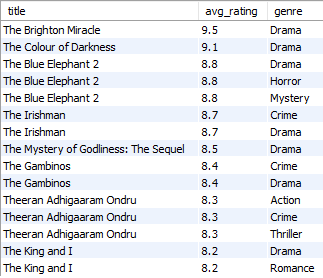 title avg_rating genre
The Brighton Miracle 9.5 Drama
The Colour of Darkness 9.1 Drama
The Blue Elephant 2 8.8 Drama
The Blue Elephant 2 8.8 Horror
The Blue Elephant 2 8.8 Mystery
The Irishman 8.7 Crime
The Irishman 8.7 Drama
The Mystery of Godliness: The Sequel 8.5 Drama
The Gambinos 8.4 Crime
The Gambinos 8.4 Drama
Theeran Adhigaaram Ondru 8.3 Action
Theeran Adhigaaram Ondru 8.3 Crime
Theeran Adhigaaram Ondru 8.3 Thriller
The King and I 8.2 Drama
The King and I 8.2 Romance